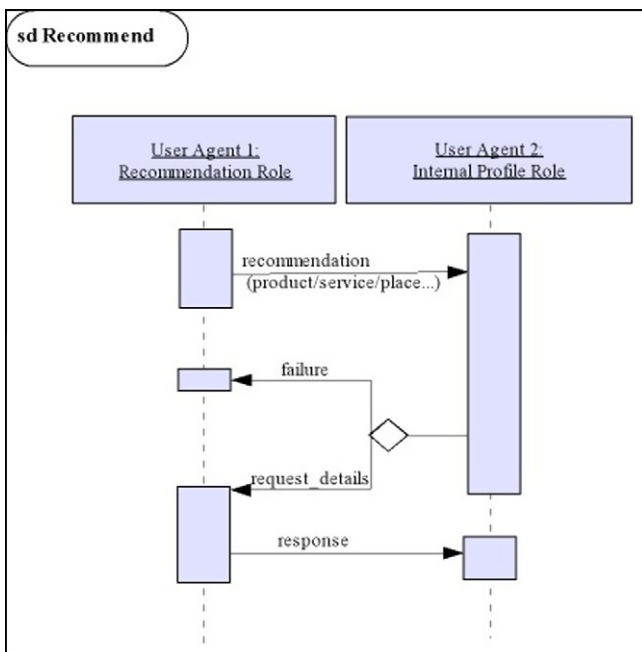 sd Recommend
User Agent 1:
Recommendation Role
User Agent 2:
Internal Profile Role
recommendation
(product/service/place...)
failure
request_details
response